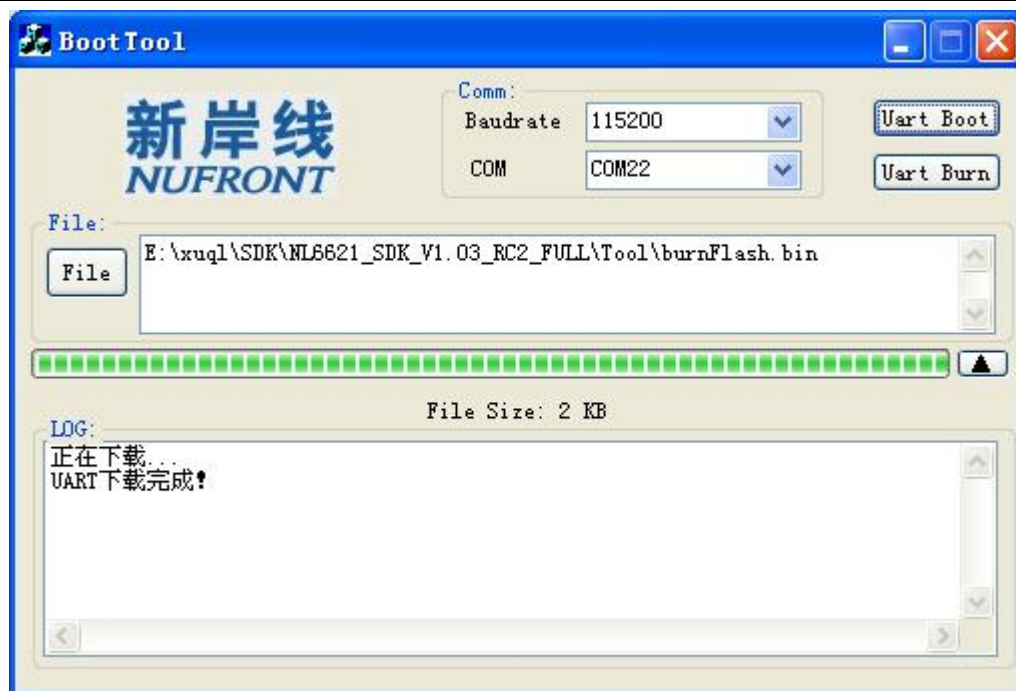 BootTool
新岸线
NUFRONT
Comm:
Baudrate 115200
COM COM22
Uart Boot
Uart Burn
File:
File
E:\xuql\SDK\NL6621_SDK_V1.03_RC2_FULL\Tool\burnFlash.bin
File Size: 2 KB
LOG:
正在下载...
UART下载完成!